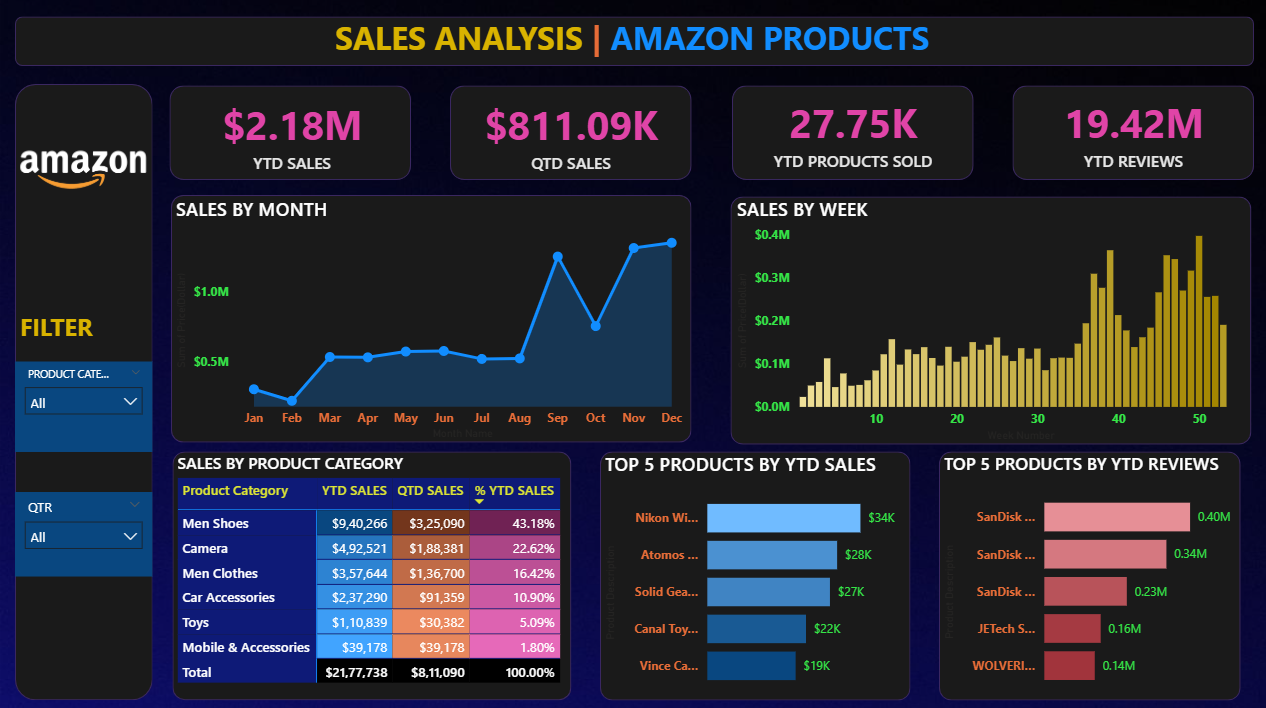 SALES ANALYSIS | AMAZON PRODUCTS
amazon
FILTER
PRODUCT CATE...
All
QTR
All
$2.18M
YTD SALES
$811.09K
QTD SALES
27.75K
YTD PRODUCTS SOLD
19.42M
YTD REVIEWS
SALES BY MONTH
$1.0M
$0.5M
Jan Feb Mar Apr May Jun Jul Aug Sep Oct Nov Dec
Month Name
SALES BY WEEK
$0.4M
$0.3M
$0.2M
$0.1M
$0.0M
10 20 30 40 50
Week Number
SALES BY PRODUCT CATEGORY
Product Category YTD SALES QTD SALES % YTD SALES
Men Shoes $9,40,266 $3,25,090 43.18%
Camera $4,92,521 $1,88,381 22.62%
Men Clothes $3,57,644 $1,36,700 16.42%
Car Accessories $2,37,290 $91,359 10.90%
Toys $1,10,839 $30,382 5.09%
Mobile & Accessories $39,178 $39,178 1.80%
Total $21,77,738 $8,11,090 100.00%
TOP 5 PRODUCTS BY YTD SALES
Product Description
Nikon Wi... $34K
Atomos ... $28K
Solid Gea... $27K
Canal Toy... $22K
Vince Ca... $19K
TOP 5 PRODUCTS BY YTD REVIEWS
Product Description
SanDisk ... 0.40M
SanDisk ... 0.34M
SanDisk ... 0.23M
JETech S... 0.16M
WOLVERI... 0.14M